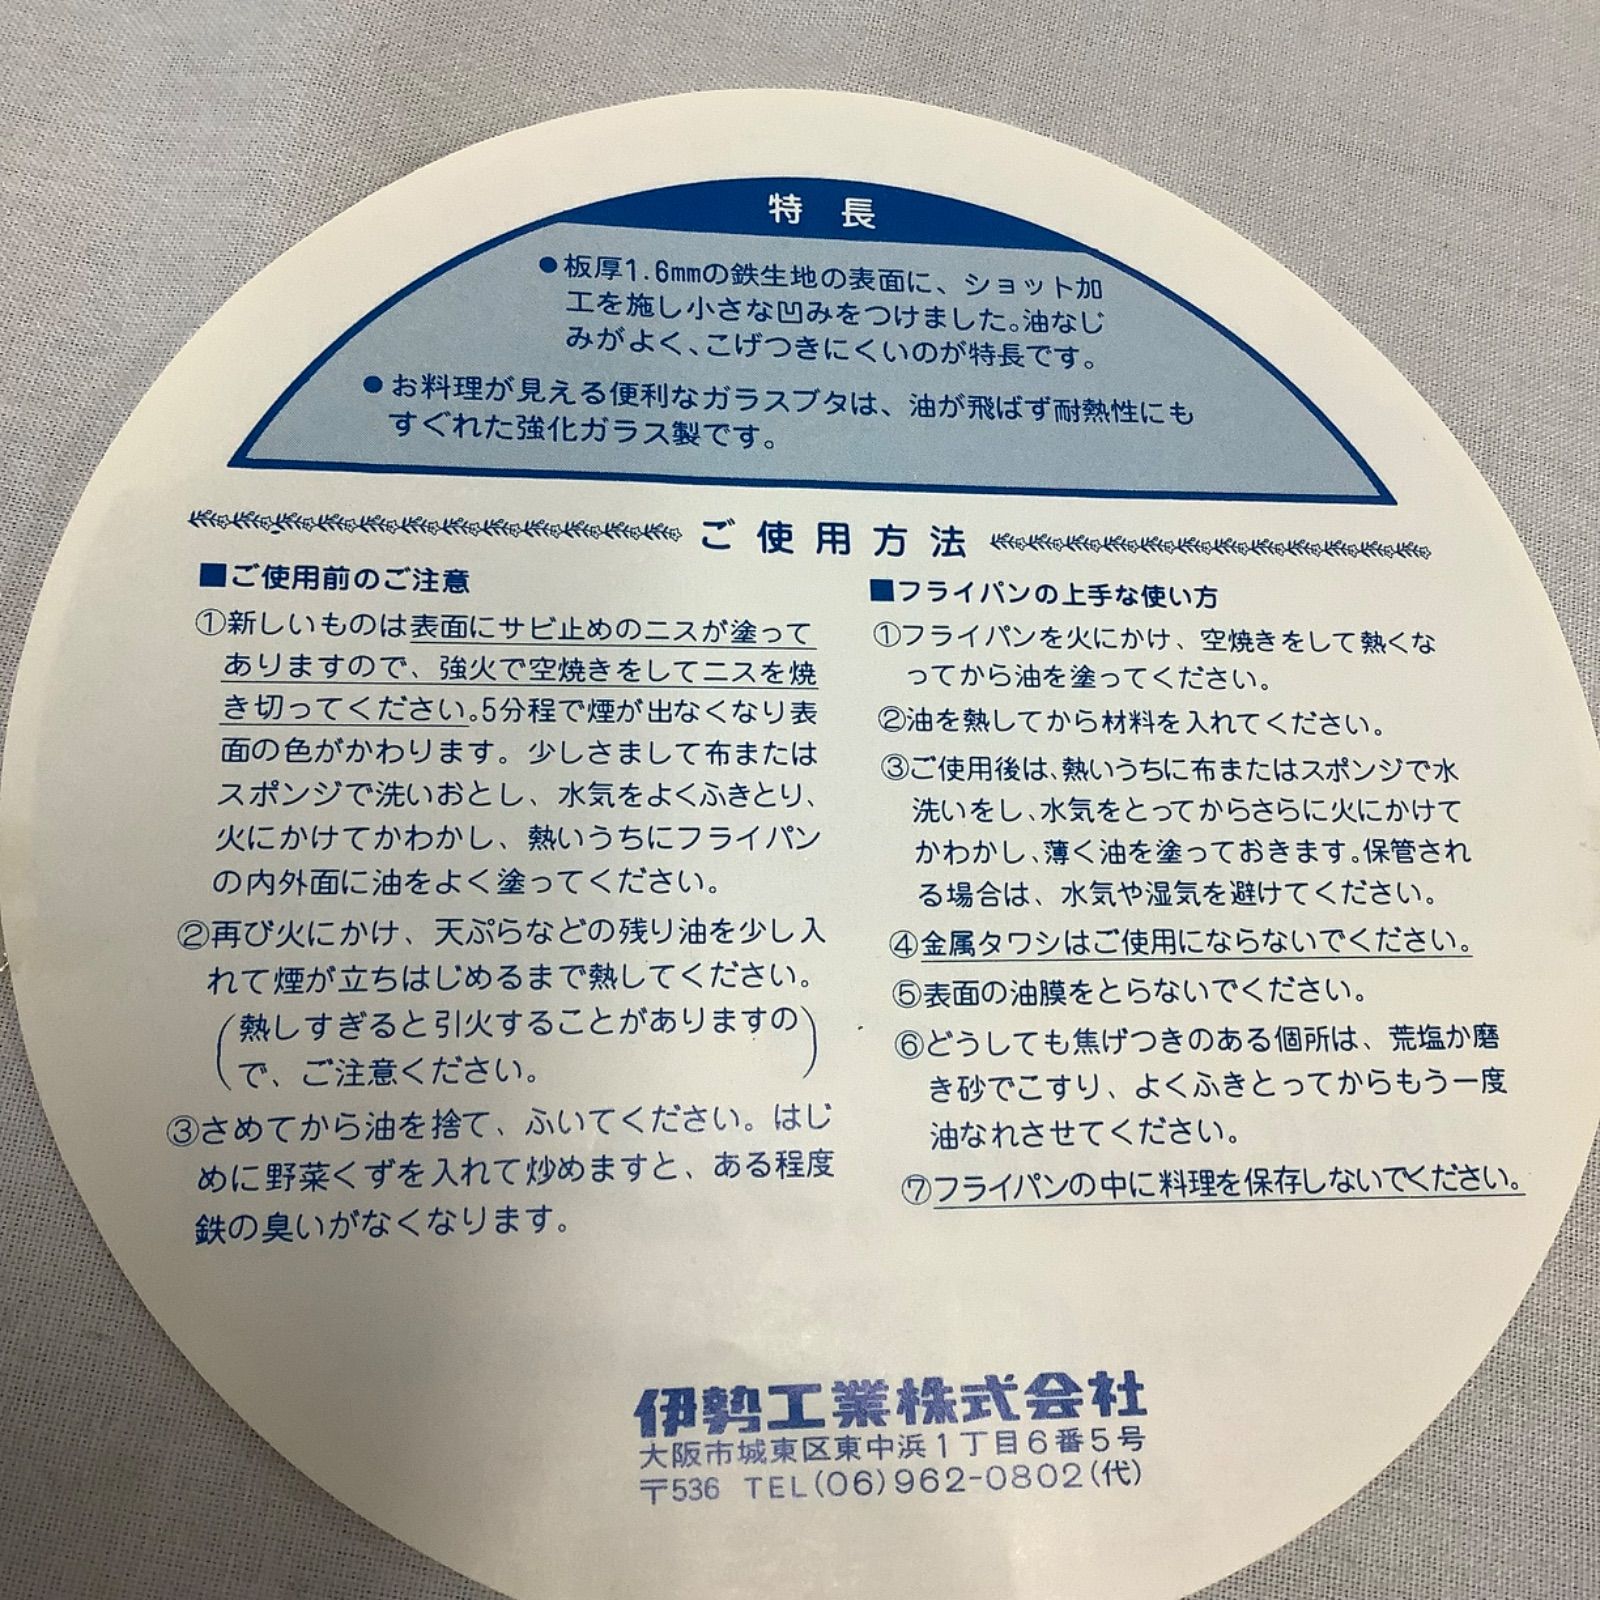 特長
●板厚1.6mmの鉄生地の表面に、ショット加
工を施し小さな凹みをつけました。油なじ
みがよく、こげつきにくいのが特長です。
●お料理が見える便利なガラスブタは、油が飛ばず耐熱性にも
すぐれた強化ガラス製です。
ご使用方法
■ご使用前のご注意
①新しいものは表面にサビ止めのニスが塗って
ありますので、強火で空焼きをしてニスを焼
き切ってください。5分程で煙が出なくなり表
面の色がかわります。少しさまして布または
スポンジで洗いおとし、水気をよくふきとり、
火にかけてかわかし、熱いうちにフライパン
の内外面に油をよく塗ってください。
②再び火にかけ、天ぷらなどの残り油を少し入
れて煙が立ちはじめるまで熱してください。
(熱しすぎると引火することがありますの
で、ご注意ください。)
③さめてから油を捨て、ふいてください。はじ
めに野菜くずを入れて炒めますと、ある程度
鉄の臭いがなくなります。
■フライパンの上手な使い方
①フライパンを火にかけ、空焼きをして熱くな
ってから油を塗ってください。
②油を熱してから材料を入れてください。
③ご使用後は、熱いうちに布またはスポンジで水
洗いをし、水気をとってからさらに火にかけて
かわかし、薄く油を塗っておきます。保管され
る場合は、水気や湿気を避けてください。
④金属タワシはご使用にならないでください。
⑤表面の油膜をとらないでください。
⑥どうしても焦げつきのある個所は、荒塩か磨
き砂でこすり、よくふきとってからもう一度
油なれさせてください。
⑦フライパンの中に料理を保存しないでください。
伊勢工業株式会社
大阪市城東区東中浜1丁目6番5号
〒536 TEL(06)962-0802(代)